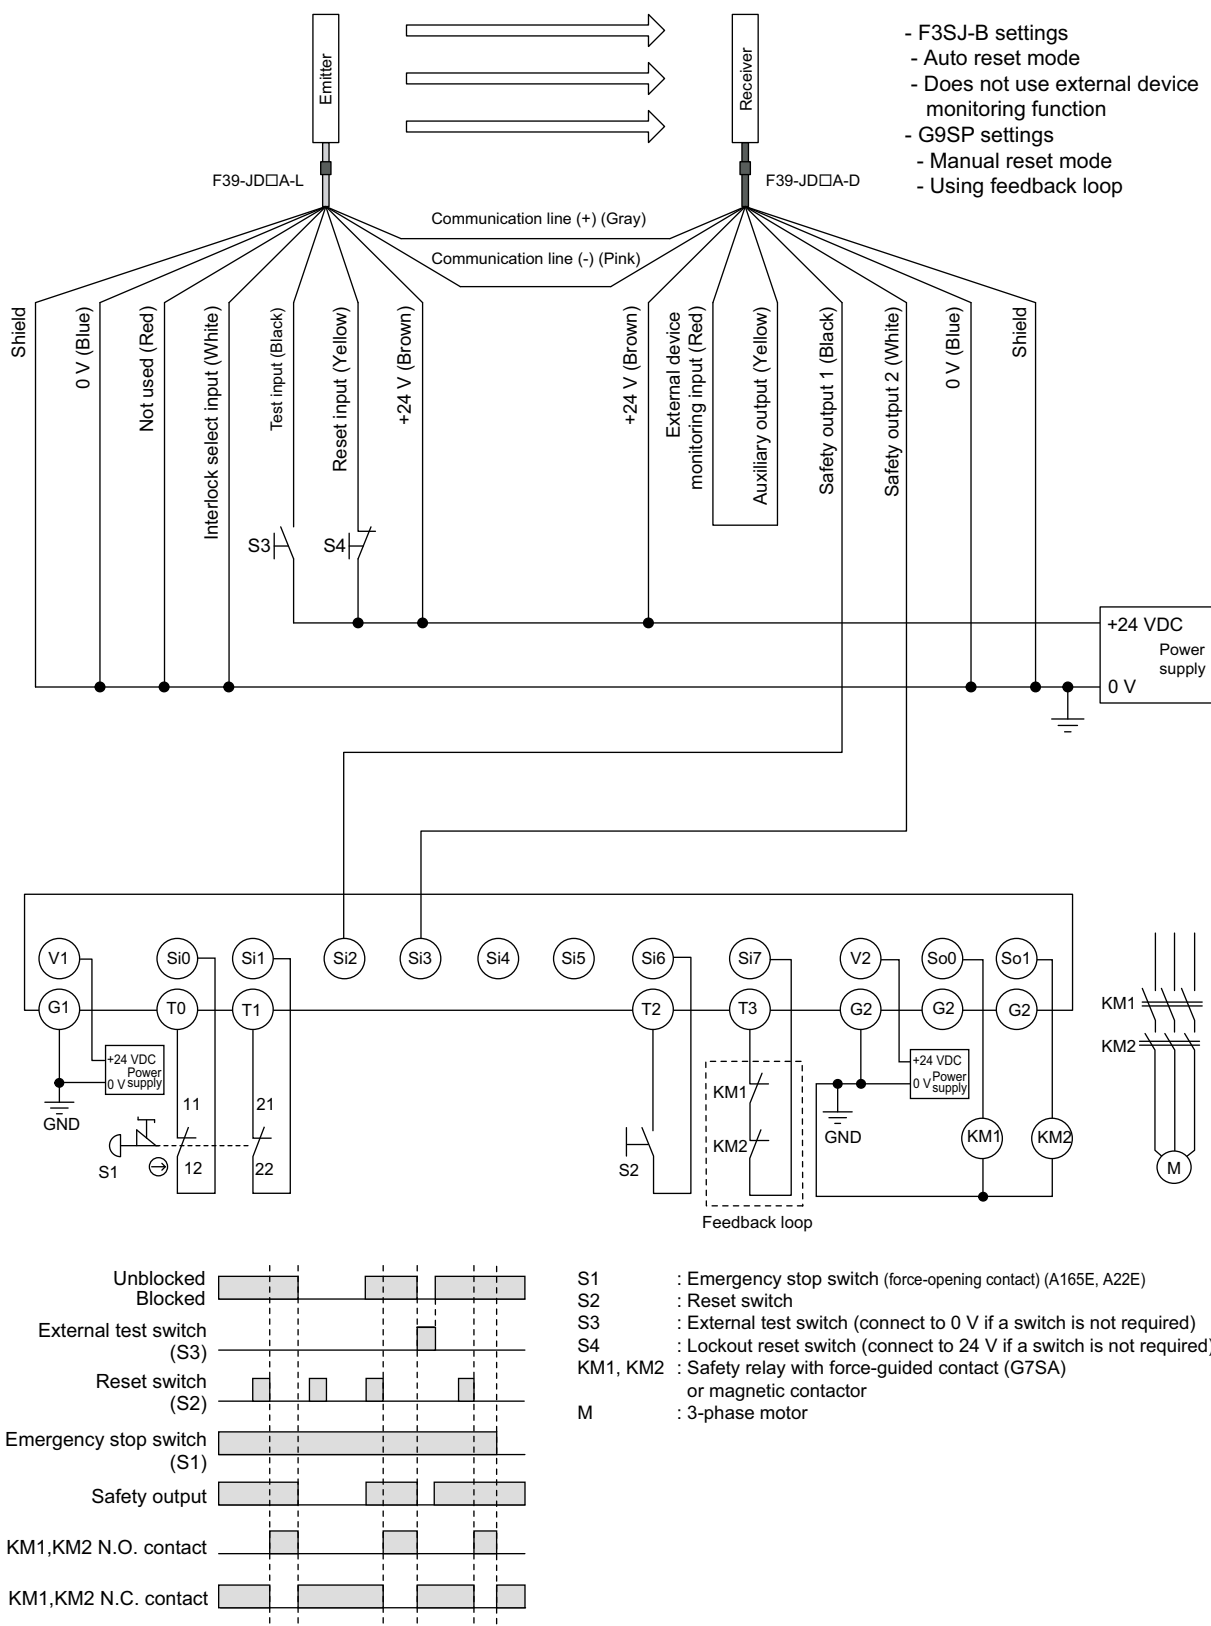 Emitter
Receiver
- F3SJ-B settings
- Auto reset mode
- Does not use external device
monitoring function
- G9SP settings
- Manual reset mode
- Using feedback loop
F39-JD□A-L
F39-JD□A-D
Communication line (+) (Gray)
Communication line (-) (Pink)
Shield
0 V (Blue)
Not used (Red)
Interlock select input (White)
Test input (Black)
Reset input (Yellow)
+24 V (Brown)
+24 V (Brown)
External device
monitoring input (Red)
Auxiliary output (Yellow)
Safety output 1 (Black)
Safety output 2 (White)
0 V (Blue)
Shield
S3
S4
+24 VDC
Power
supply
0 V
V1
Si0
Si1
Si2
Si3
Si4
Si5
Si6
Si7
V2
So0
So1
G1
T0
T1
T2
T3
G2
G2
G2
KM1
KM2
M
+24 VDC
Power
0 V supply
GND
11
21
12
22
S1
S2
KM1
KM2
Feedback loop
+24 VDC
Power
0 V supply
GND
KM1
KM2
Unblocked
Blocked
External test switch
(S3)
Reset switch
(S2)
Emergency stop switch
(S1)
Safety output
KM1,KM2 N.O. contact
KM1,KM2 N.C. contact
S1 : Emergency stop switch (force-opening contact) (A165E, A22E)
S2 : Reset switch
S3 : External test switch (connect to 0 V if a switch is not required)
S4 : Lockout reset switch (connect to 24 V if a switch is not required)
KM1, KM2 : Safety relay with force-guided contact (G7SA)
or magnetic contactor
M : 3-phase motor